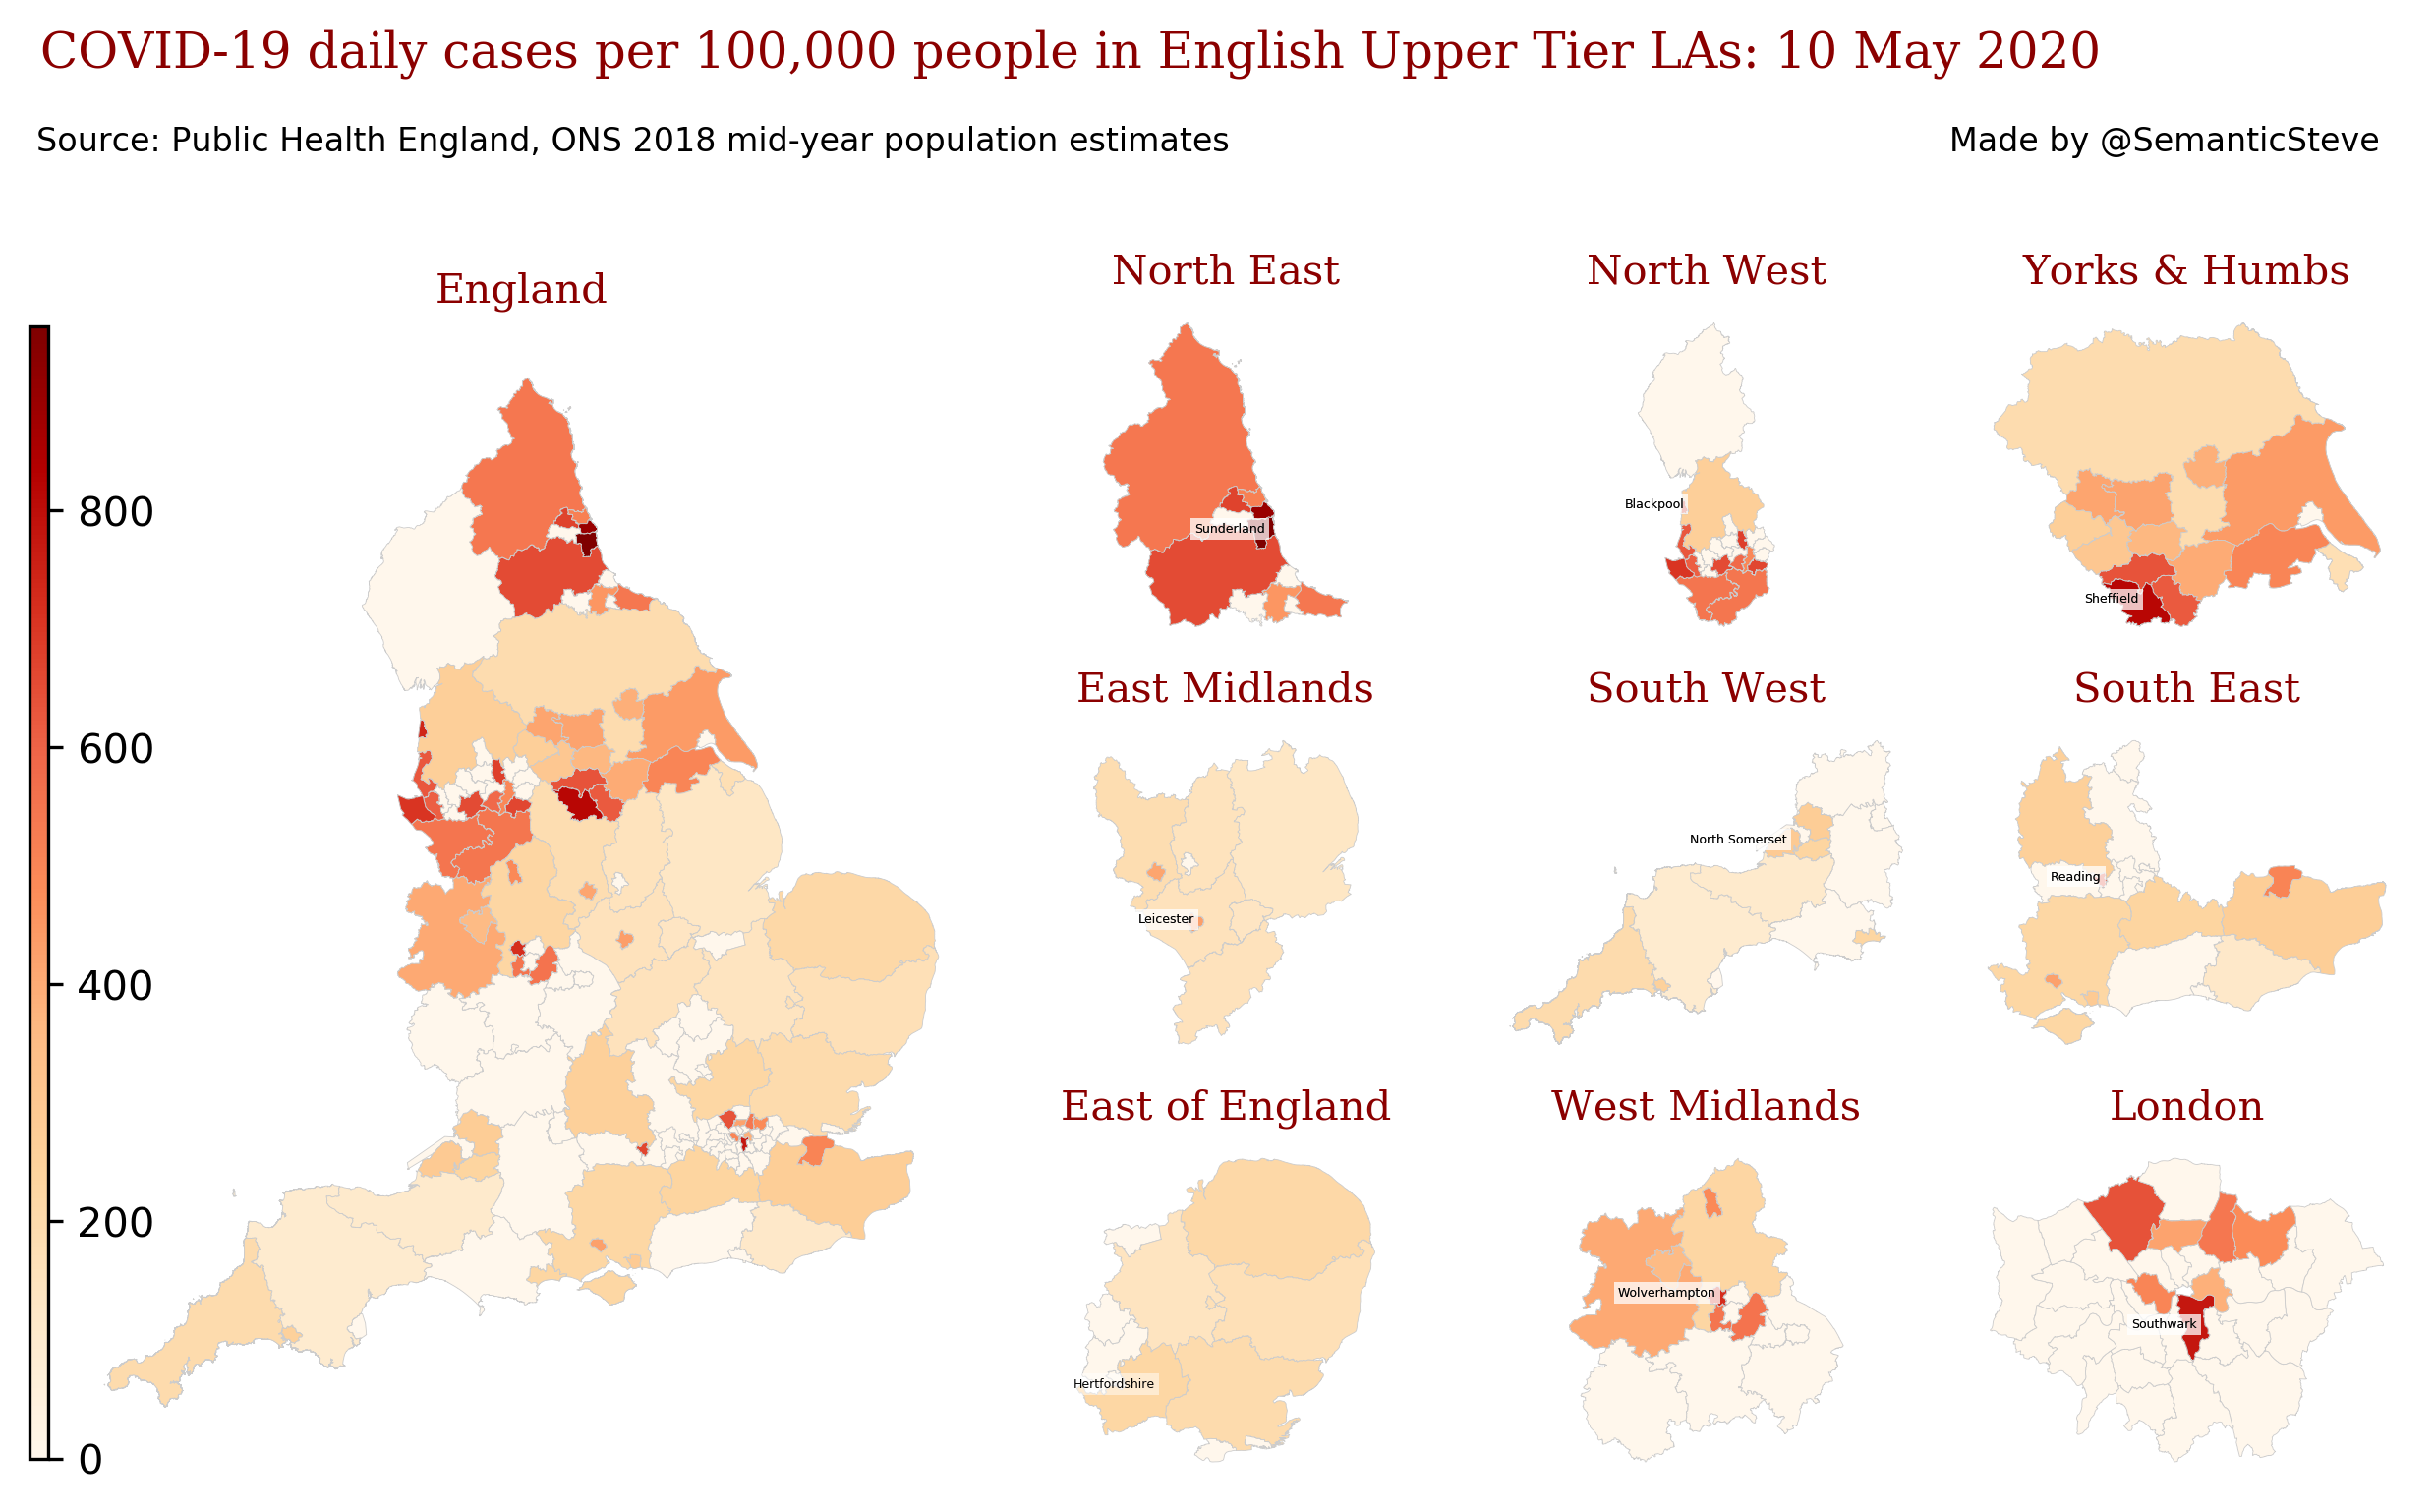 COVID-19 daily cases per 100,000 people in English Upper Tier LAs: 10 May 2020
Source: Public Health England, ONS 2018 mid-year population estimates
Made by @SemanticSteve
England
800
600
400
200
0
North East
Sunderland
North West
Blackpool
Yorks & Humbs
Sheffield
East Midlands
Leicester
South West
North Somerset
South East
Reading
East of England
Hertfordshire
West Midlands
Wolverhampton
London
Southwark